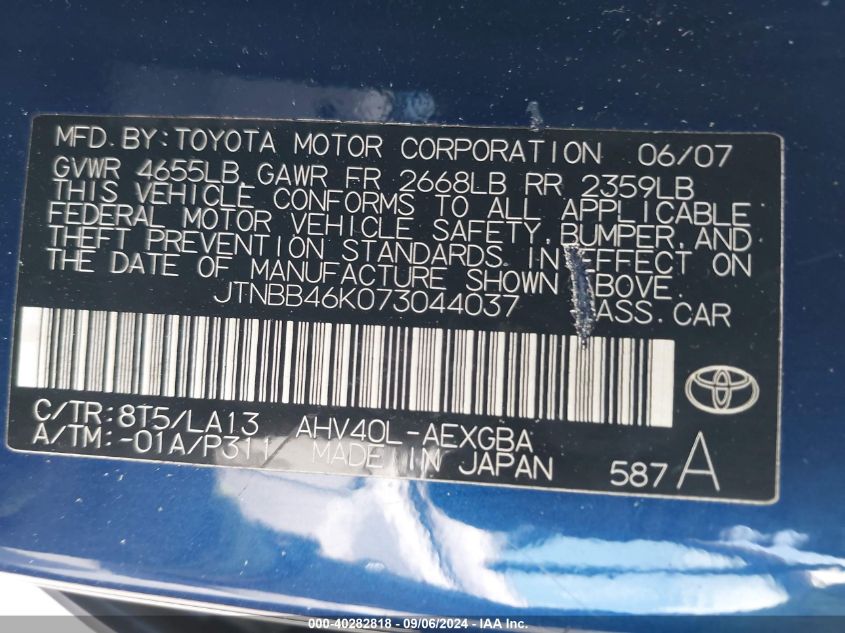 MFD. BY: TOYOTA MOTOR CORPORATION 06/07
GVWR 4655LB GAWR FR 2668LB RR 2359LB
THIS VEHICLE CONFORMS TO ALL APPLICABLE
FEDERAL MOTOR VEHICLE SAFETY, BUMPER, AND
THEFT PREVENTION STANDARDS IN EFFECT ON
THE DATE OF MANUFACTURE SHOWN ABOVE.
JTNBB46K073044037 PASS. CAR
C/TR: 8T5/LA13 AHV40L-AEXGBA
A/TM: -01A/P311 MADE IN JAPAN 587 A
000-40282818 - 09/06/2024 - IAA Inc.